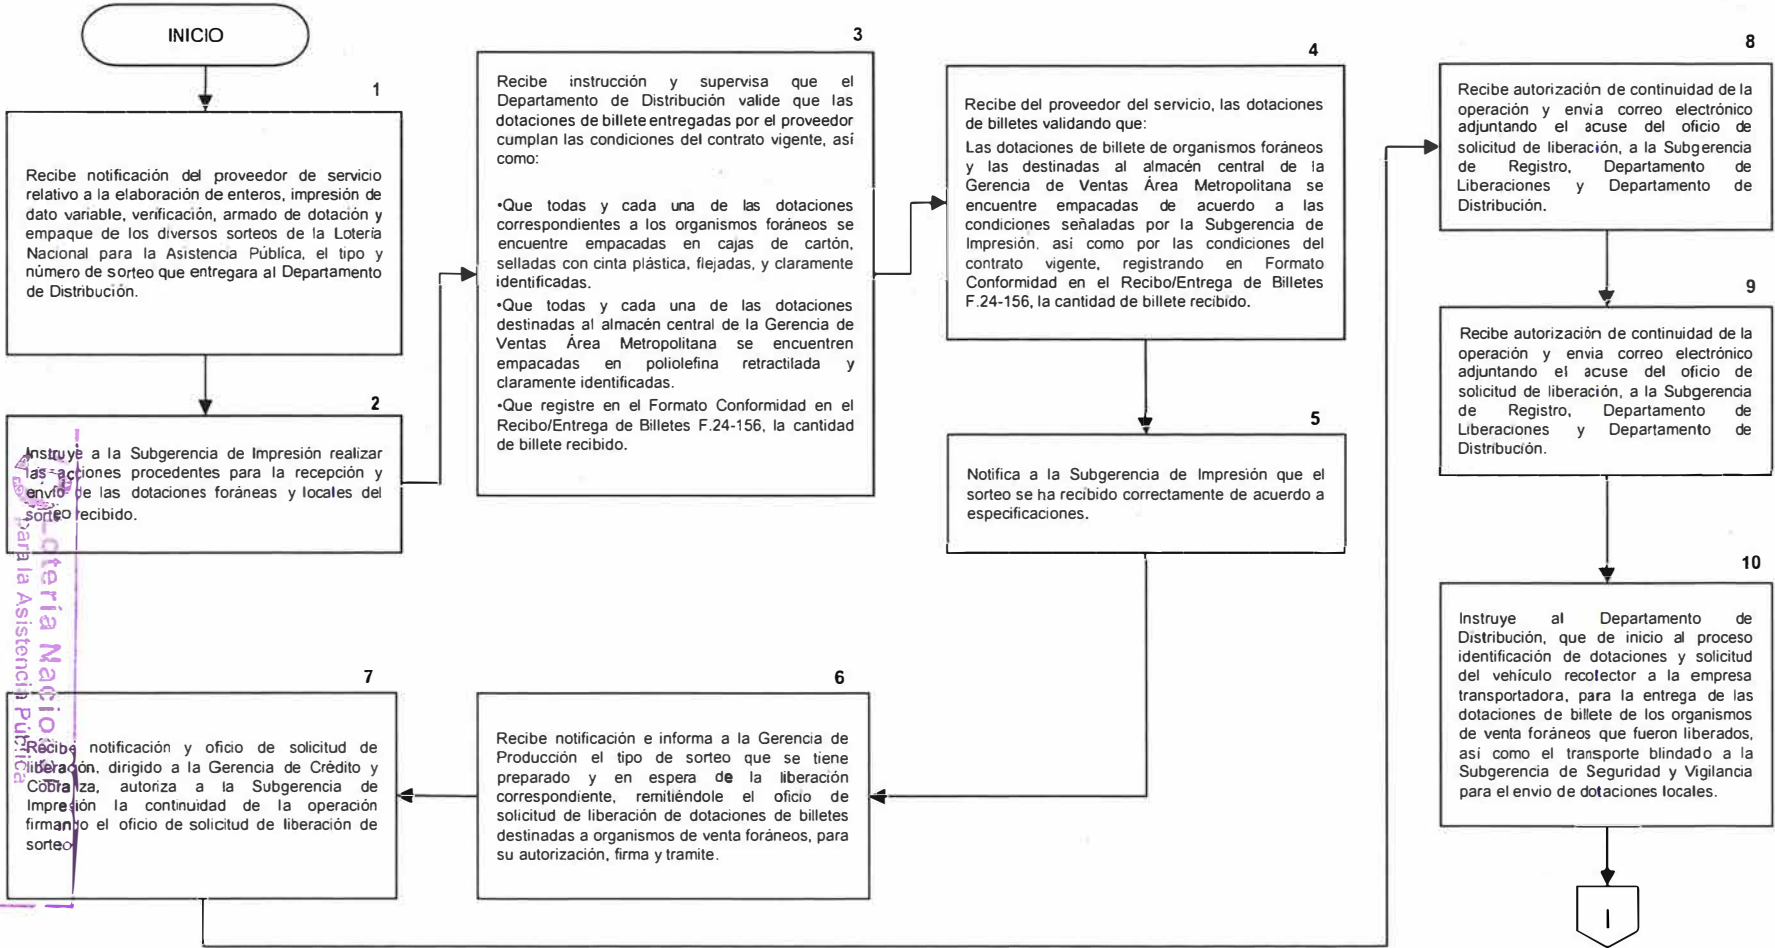 INICIO
1
Recibe notificación del proveedor de servicio
relativo a la elaboración de enteros, impresión de
dato variable, verificación, armado de dotación y
empaque de los diversos sorteos de la Lotería
Nacional para la Asistencia Pública, el tipo y
número de sorteo que entregara al Departamento
de Distribución.
2
Instruye a la Subgerencia de Impresión realizar
las acciones procedentes para la recepción y
envío de las dotaciones foráneas y locales del
sorteo recibido.
3
Recibe instrucción y supervisa que el
Departamento de Distribución valide que las
dotaciones de billete entregadas por el proveedor
cumplan las condiciones del contrato vigente, así
como:
•Que todas y cada una de las dotaciones
correspondientes a los organismos foráneos se
encuentre empacadas en cajas de cartón,
selladas con cinta plástica, flejadas, y claramente
identificadas.
•Que todas y cada una de las dotaciones
destinadas al almacén central de la Gerencia de
Ventas Área Metropolitana se encuentren
empacadas en poliolefina retractilada y
claramente identificadas.
•Que registre en el Formato Conformidad en el
Recibo/Entrega de Billetes F.24-156, la cantidad
de billete recibido.
4
Recibe del proveedor del servicio, las dotaciones
de billetes validando que:
Las dotaciones de billete de organismos foráneos
y las destinadas al almacén central de la
Gerencia de Ventas Área Metropolitana se
encuentre empacadas de acuerdo a las
condiciones señaladas por la Subgerencia de
Impresión. así como por las condiciones del
contrato vigente, registrando en Formato
Conformidad en el Recibo/Entrega de Billetes
F.24-156, la cantidad de billete recibido.
5
Notifica a la Subgerencia de Impresión que el
sorteo se ha recibido correctamente de acuerdo a
especificaciones.
6
Recibe notificación e informa a la Gerencia de
Producción el tipo de sorteo que se tiene
preparado y en espera de la liberación
correspondiente, remitiéndole el oficio de
solicitud de liberación de dotaciones de billetes
destinadas a organismos de venta foráneos, para
su autorización, firma y tramite.
7
Recibe notificación y oficio de solicitud de
liberación, dirigido a la Gerencia de Crédito y
Cobranza, autoriza a la Subgerencia de
Impresión la continuidad de la operación
firmando el oficio de solicitud de liberación de
sorteo
8
Recibe autorización de continuidad de la
operación y envía correo electrónico
adjuntando el acuse del oficio de
solicitud de liberación, a la Subgerencia
de Registro, Departamento de
Liberaciones y Departamento de
Distribución.
9
Recibe autorización de continuidad de la
operación y envia correo electrónico
adjuntando el acuse del oficio de
solicitud de liberación, a la Subgerencia
de Registro, Departamento de
Liberaciones y Departamento de
Distribución.
10
Instruye al Departamento de
Distribución, que de inicio al proceso
identificación de dotaciones y solicitud
del vehículo recolector a la empresa
transportadora, para la entrega de las
dotaciones de billete de los organismos
de venta foráneos que fueron liberados,
así como el transporte blindado a la
Subgerencia de Seguridad y Vigilancia
para el envio de dotaciones locales.
I
Lotería Nacional
para la Asistencia Pública